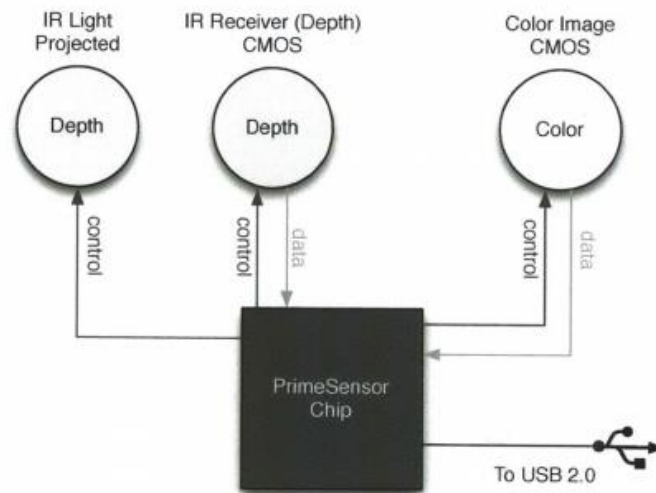 IR Light
Projected
IR Receiver (Depth)
CMOS
Color Image
CMOS
Depth
Depth
Color
control
control
data
control
data
PrimeSensor
Chip
To USB 2.0